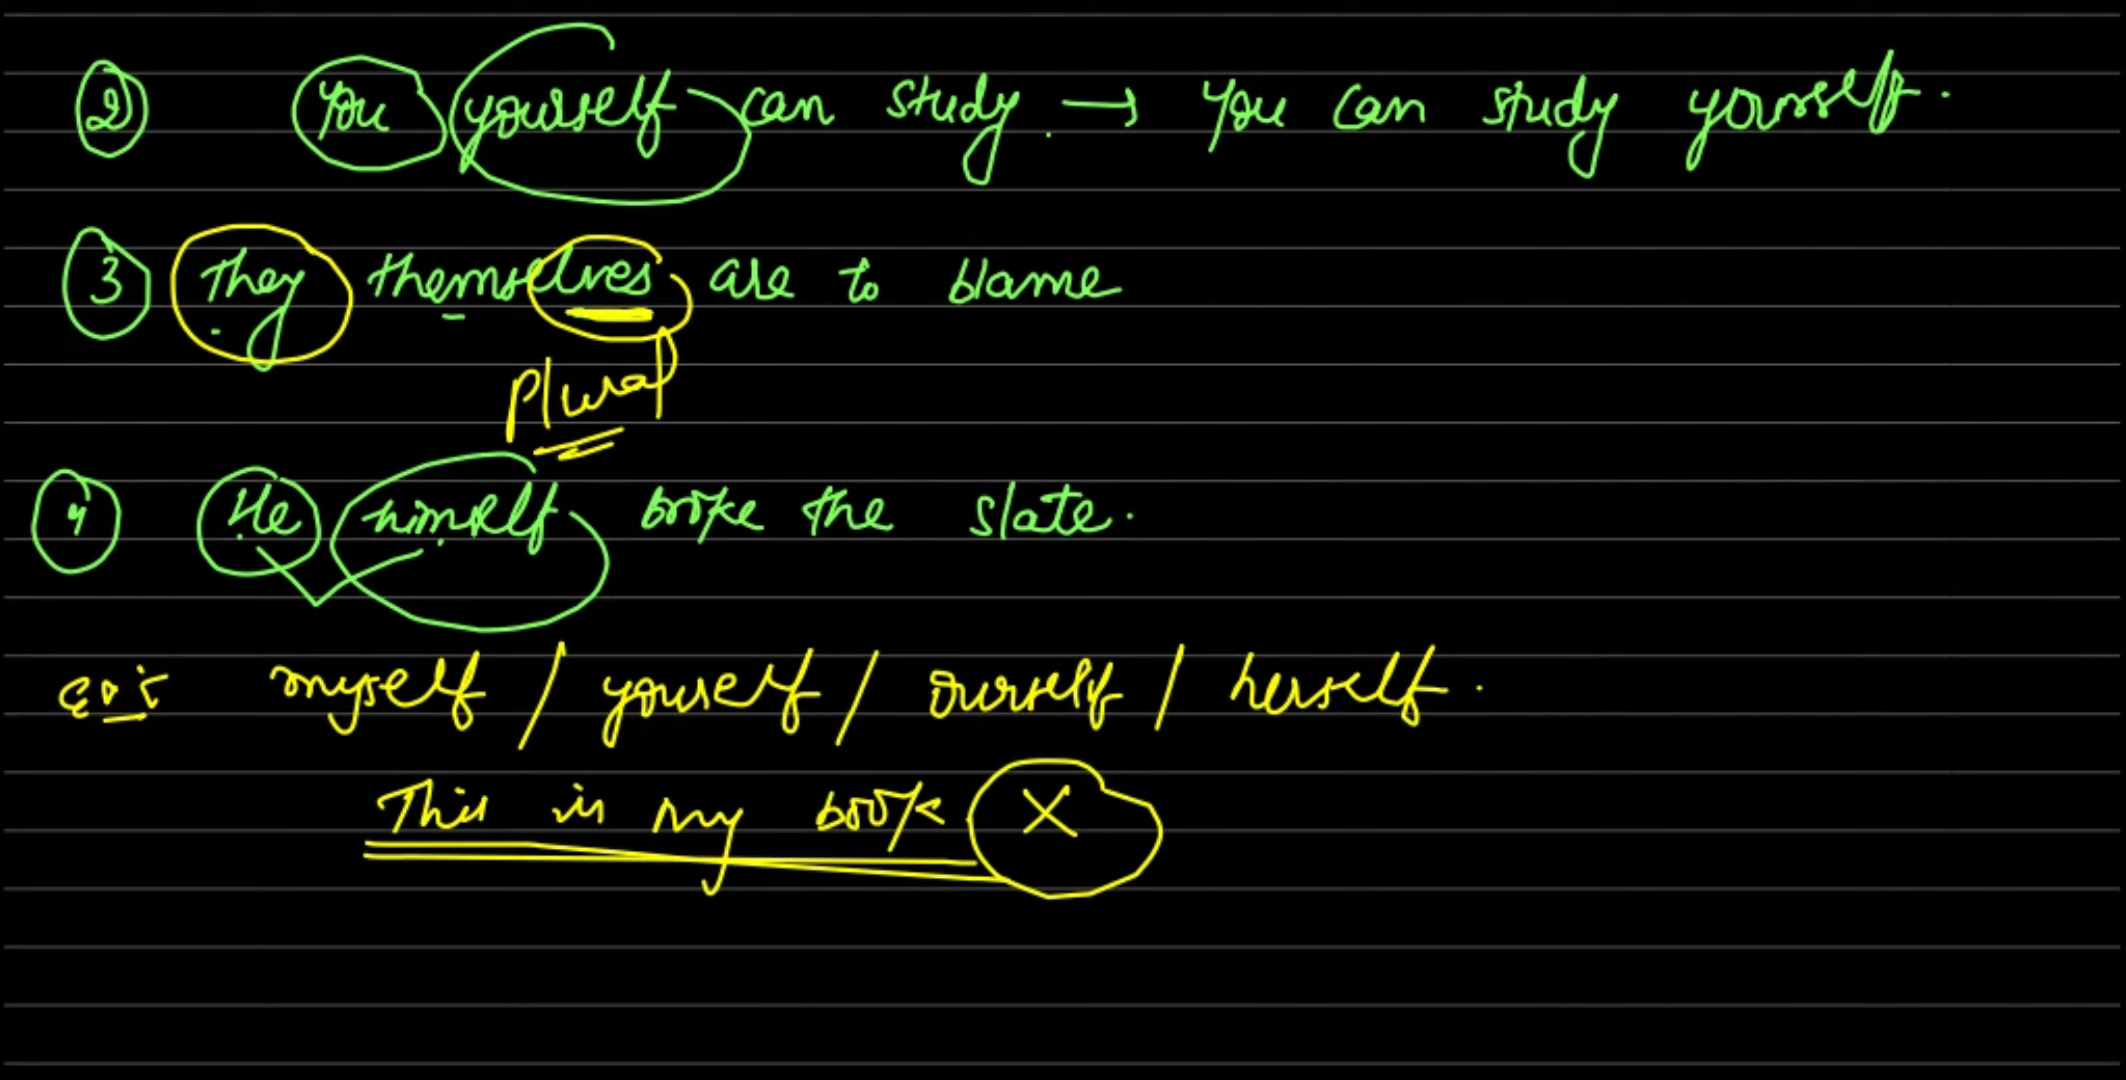 2 You yourself can study. → You can study yourself.
3 They themselves are to blame
Plural
4 He himself broke the slate.
myself / yourself / ourself / herself.
This is my book X